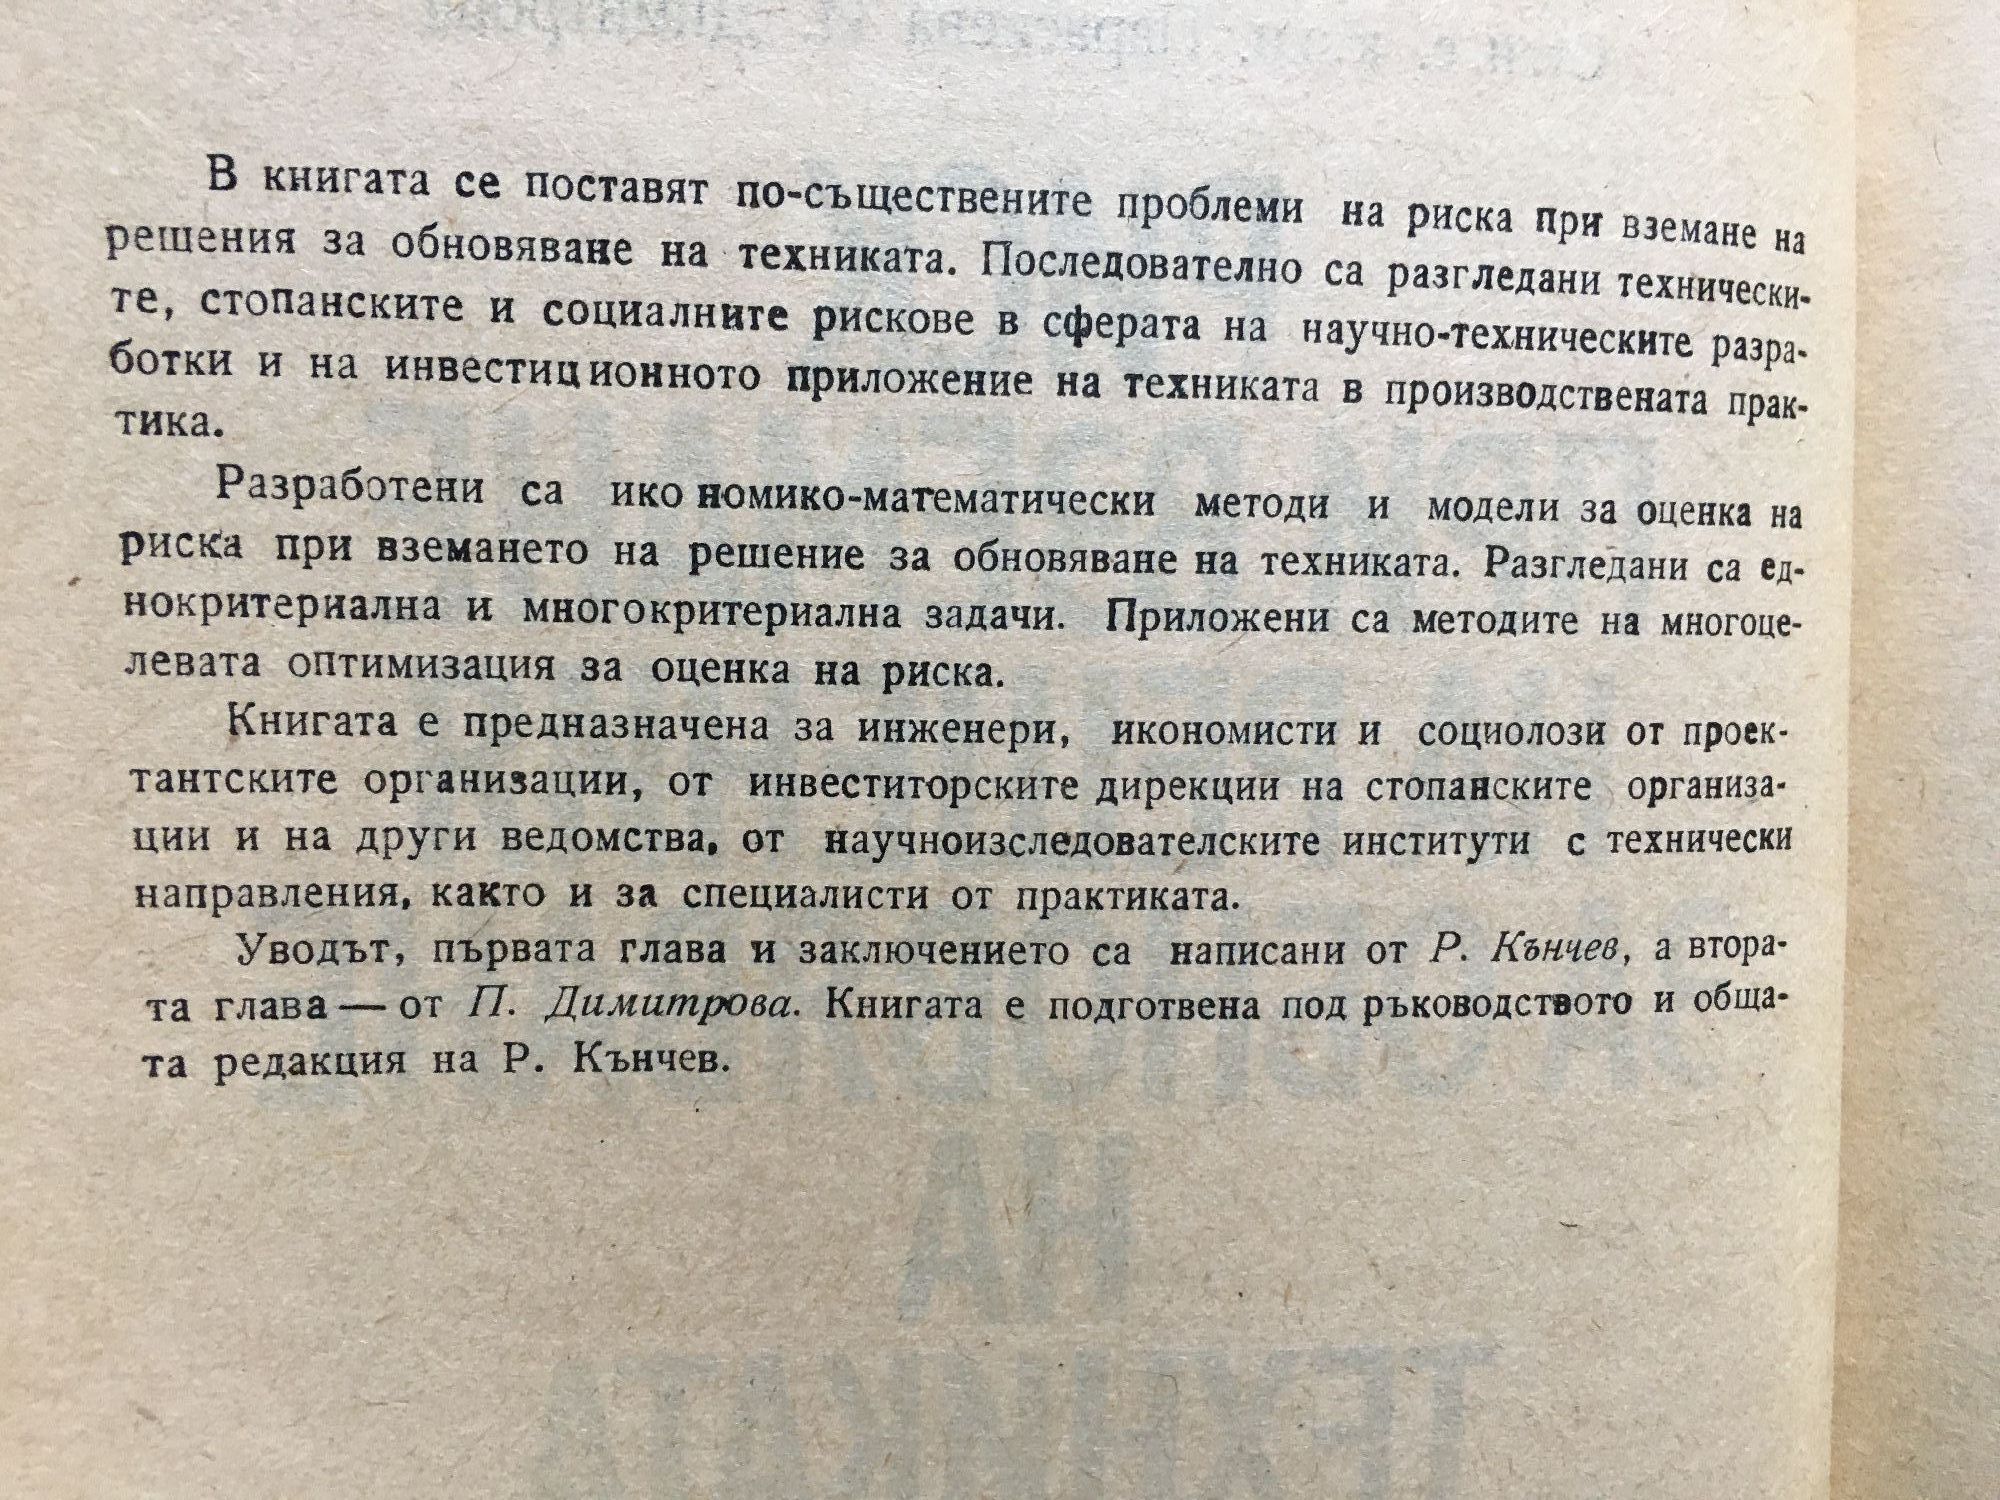 В книгата се поставят по-съществените проблеми на риска при вземане на
решения за обновяване на техниката. Последователно са разгледани технически-
те, стопанските и социалните рискове в сферата на научно-техническите разра-
ботки и на инвестиционното приложение на техниката в производствената прак-
тика.
Разработени са ико номико-математически методи и модели за оценка на
риска при вземането на решение за обновяване на техниката. Разгледани са ед-
нокритериална и многокритериална задачи. Приложени са методите на многоце-
левата оптимизация за оценка на риска.
Книгата е предназначена за инженери, икономисти и социолози от проек-
тантските организации, от инвеститорските дирекции на стопанските организа-
ции и на други ведомства, от научноизследователските институти с технически
направления, както и за специалисти от практиката.
Уводът, първата глава и заключението са написани от Р. Кънчев, а втора-
та глава — от П. Димитрова. Книгата е подготвена под ръководството и обща-
та редакция на Р. Кънчев.
НА
ТЕХНИКАТА